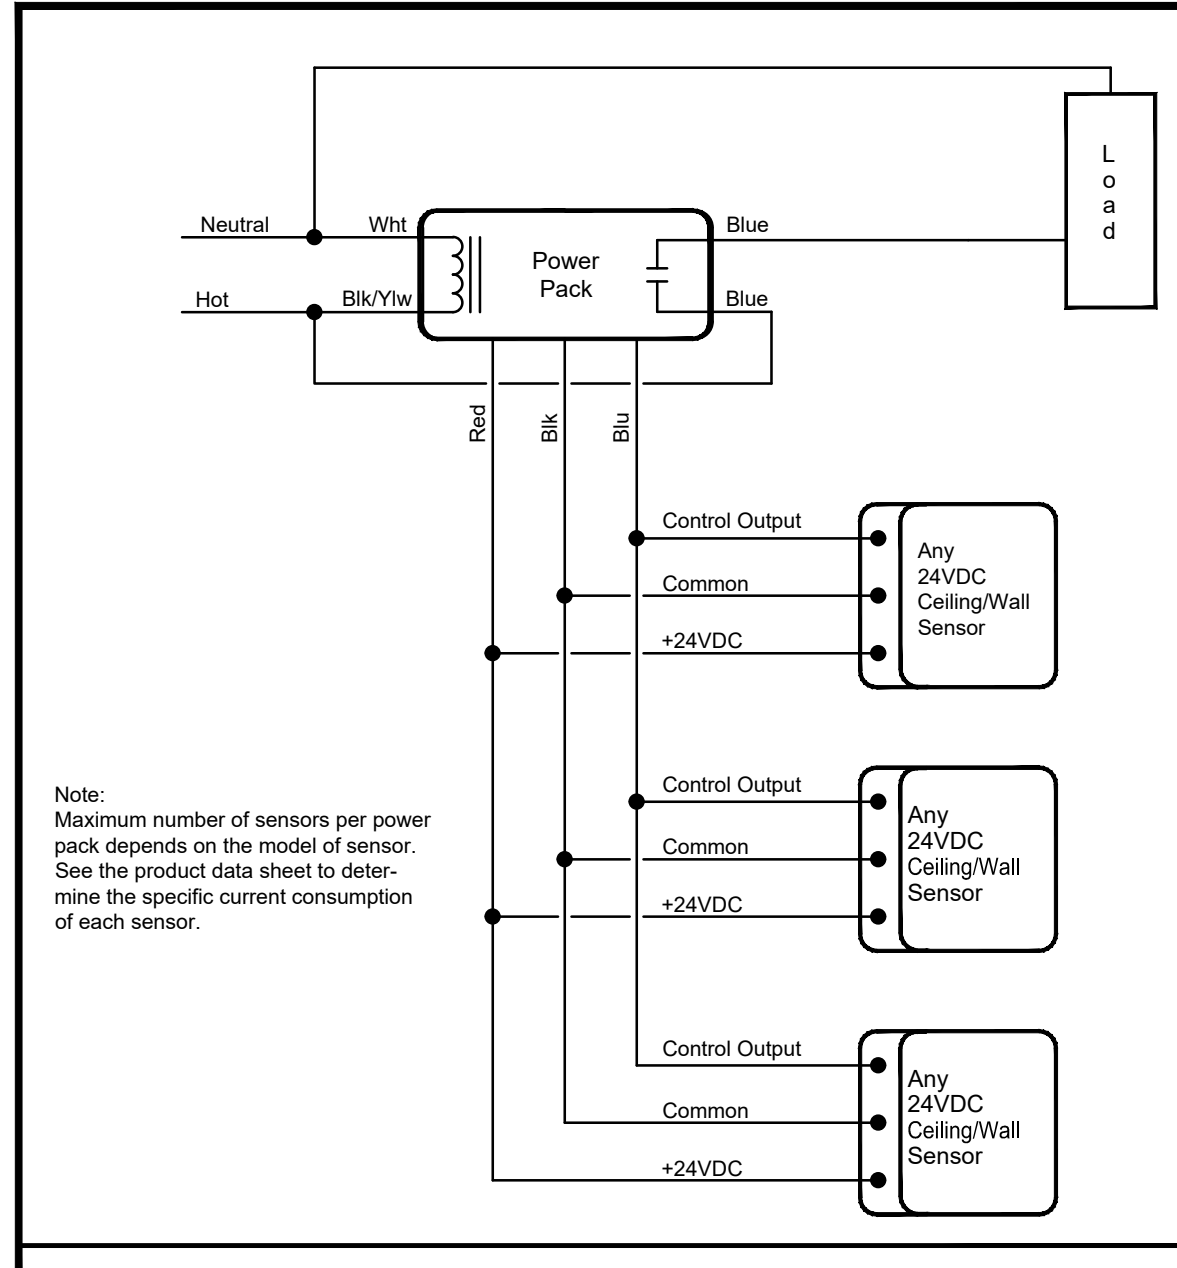 L
o
a
d
Neutral
Wht
Blue
Power
Pack
Hot
Blk/Ylw
Blue
Red
Blk
Blu
Control Output
Common
+24VDC
Any
24VDC
Ceiling/Wall
Sensor
Note:
Maximum number of sensors per power
pack depends on the model of sensor.
See the product data sheet to deter-
mine the specific current consumption
of each sensor.
Control Output
Common
+24VDC
Any
24VDC
Ceiling/Wall
Sensor
Control Output
Common
+24VDC
Any
24VDC
Ceiling/Wall
Sensor